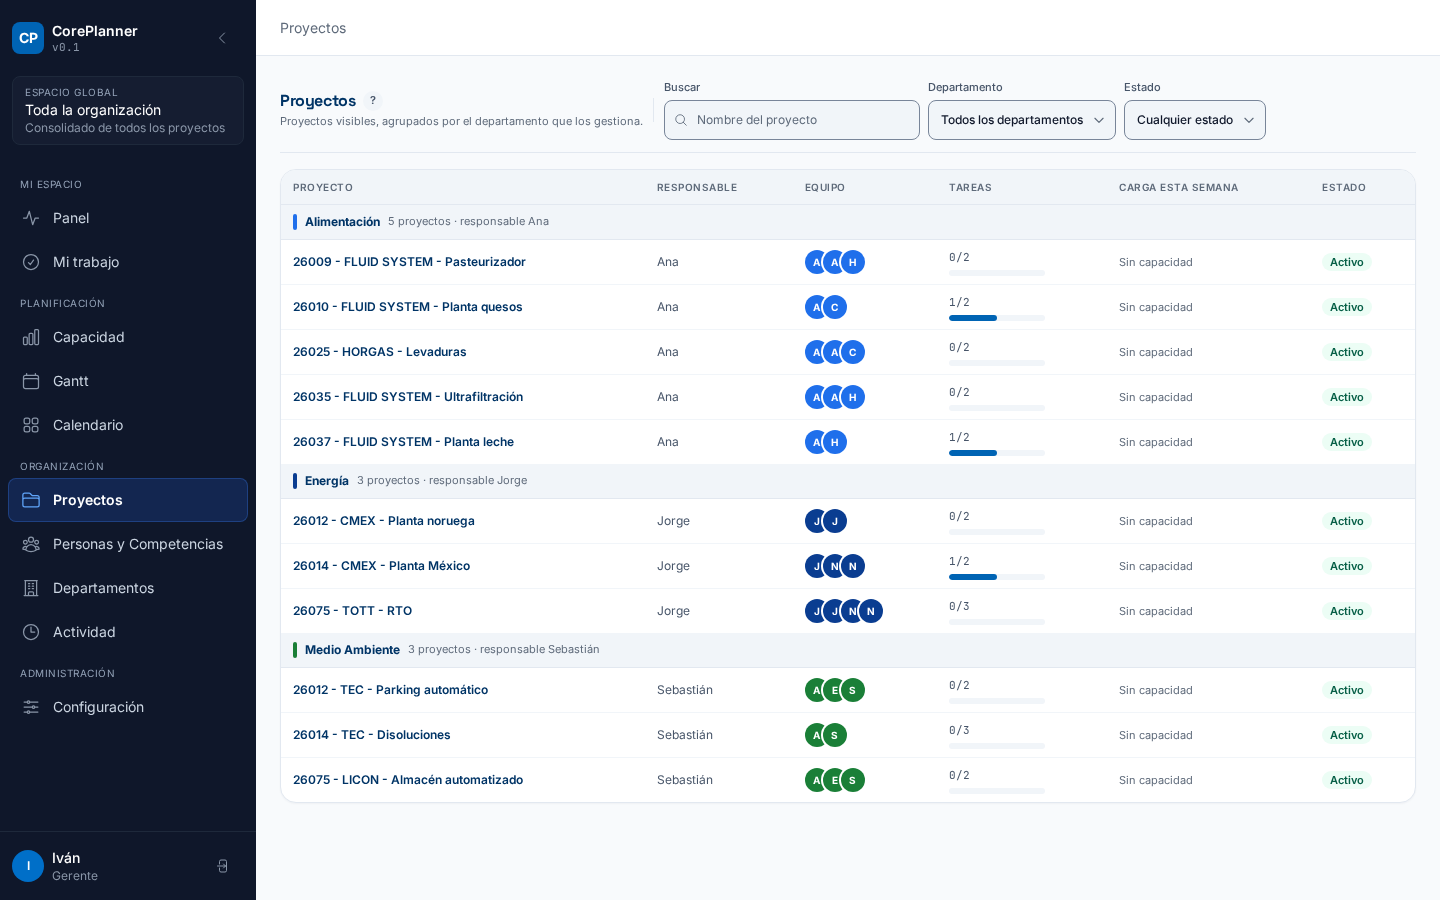 CP
CorePlanner
v0.1
ESPACIO GLOBAL
Toda la organización
Consolidado de todos los proyectos
MI ESPACIO
Panel
Mi trabajo
PLANIFICACIÓN
Capacidad
Gantt
Calendario
ORGANIZACIÓN
Proyectos
Personas y Competencias
Departamentos
Actividad
ADMINISTRACIÓN
Configuración
I
Iván
Gerente
Proyectos
Proyectos ?
Proyectos visibles, agrupados por el departamento que los gestiona.
Buscar
Nombre del proyecto
Departamento
Todos los departamentos
Estado
Cualquier estado
PROYECTO RESPONSABLE EQUIPO TAREAS CARGA ESTA SEMANA ESTADO
Alimentación 5 proyectos · responsable Ana
26009 - FLUID SYSTEM - Pasteurizador Ana A A H 0/2 Sin capacidad Activo
26010 - FLUID SYSTEM - Planta quesos Ana A C 1/2 Sin capacidad Activo
26025 - HORGAS - Levaduras Ana A A C 0/2 Sin capacidad Activo
26035 - FLUID SYSTEM - Ultrafiltración Ana A A H 0/2 Sin capacidad Activo
26037 - FLUID SYSTEM - Planta leche Ana A H 1/2 Sin capacidad Activo
Energía 3 proyectos · responsable Jorge
26012 - CMEX - Planta noruega Jorge J J 0/2 Sin capacidad Activo
26014 - CMEX - Planta México Jorge J N N 1/2 Sin capacidad Activo
26075 - TOTT - RTO Jorge J J N N 0/3 Sin capacidad Activo
Medio Ambiente 3 proyectos · responsable Sebastián
26012 - TEC - Parking automático Sebastián A E S 0/2 Sin capacidad Activo
26014 - TEC - Disoluciones Sebastián A S 0/3 Sin capacidad Activo
26075 - LICON - Almacén automatizado Sebastián A E S 0/2 Sin capacidad Activo